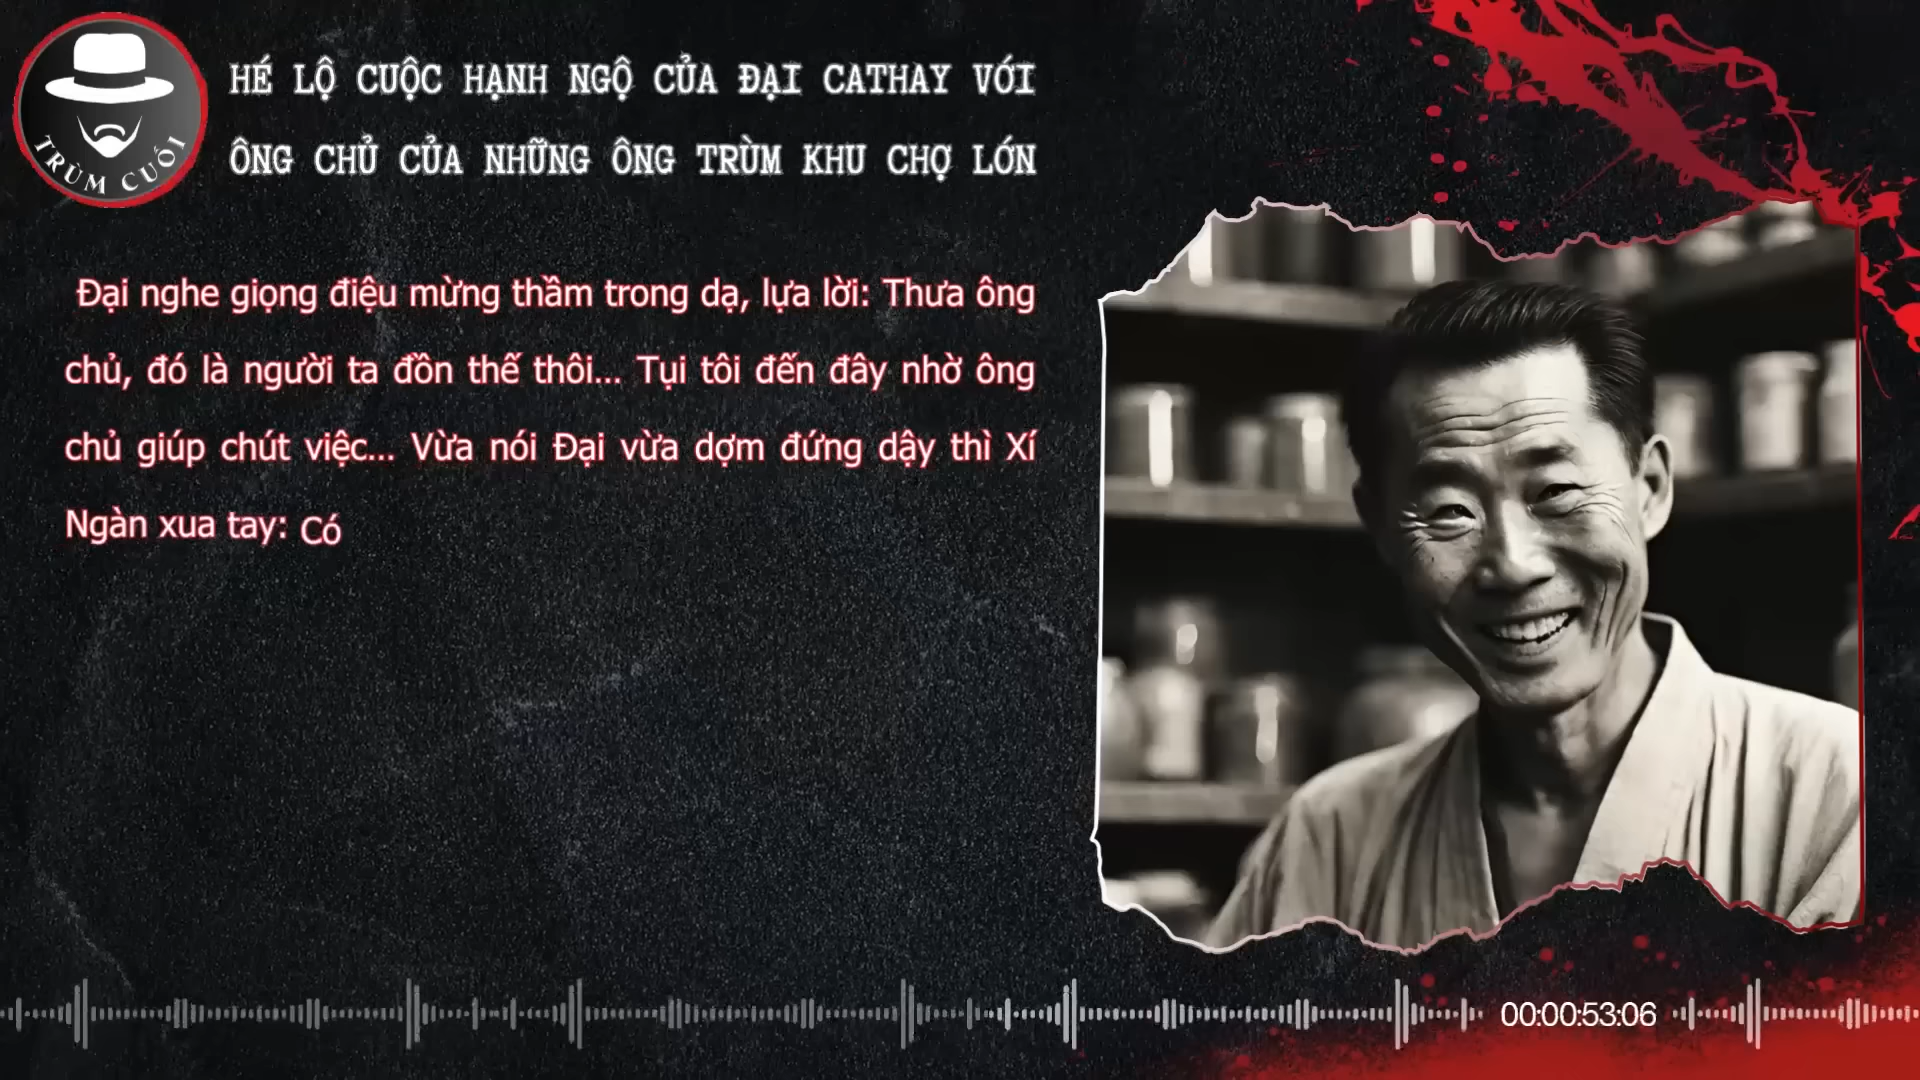 TRÙM CUỐI
HÉ LỘ CUỘC HẠNH NGỘ CỦA ĐẠI CATHAY VỚI
ÔNG CHỦ CỦA NHỮNG ÔNG TRÙM KHU CHỢ LỚN
Đại nghe giọng điệu mừng thầm trong dạ, lựa lời: Thưa ông
chủ, đó là người ta đồn thế thôi... Tụi tôi đến đây nhờ ông
chủ giúp chút việc... Vừa nói Đại vừa dợm đứng dậy thì Xí
Ngàn xua tay: Có
00:00:53:06